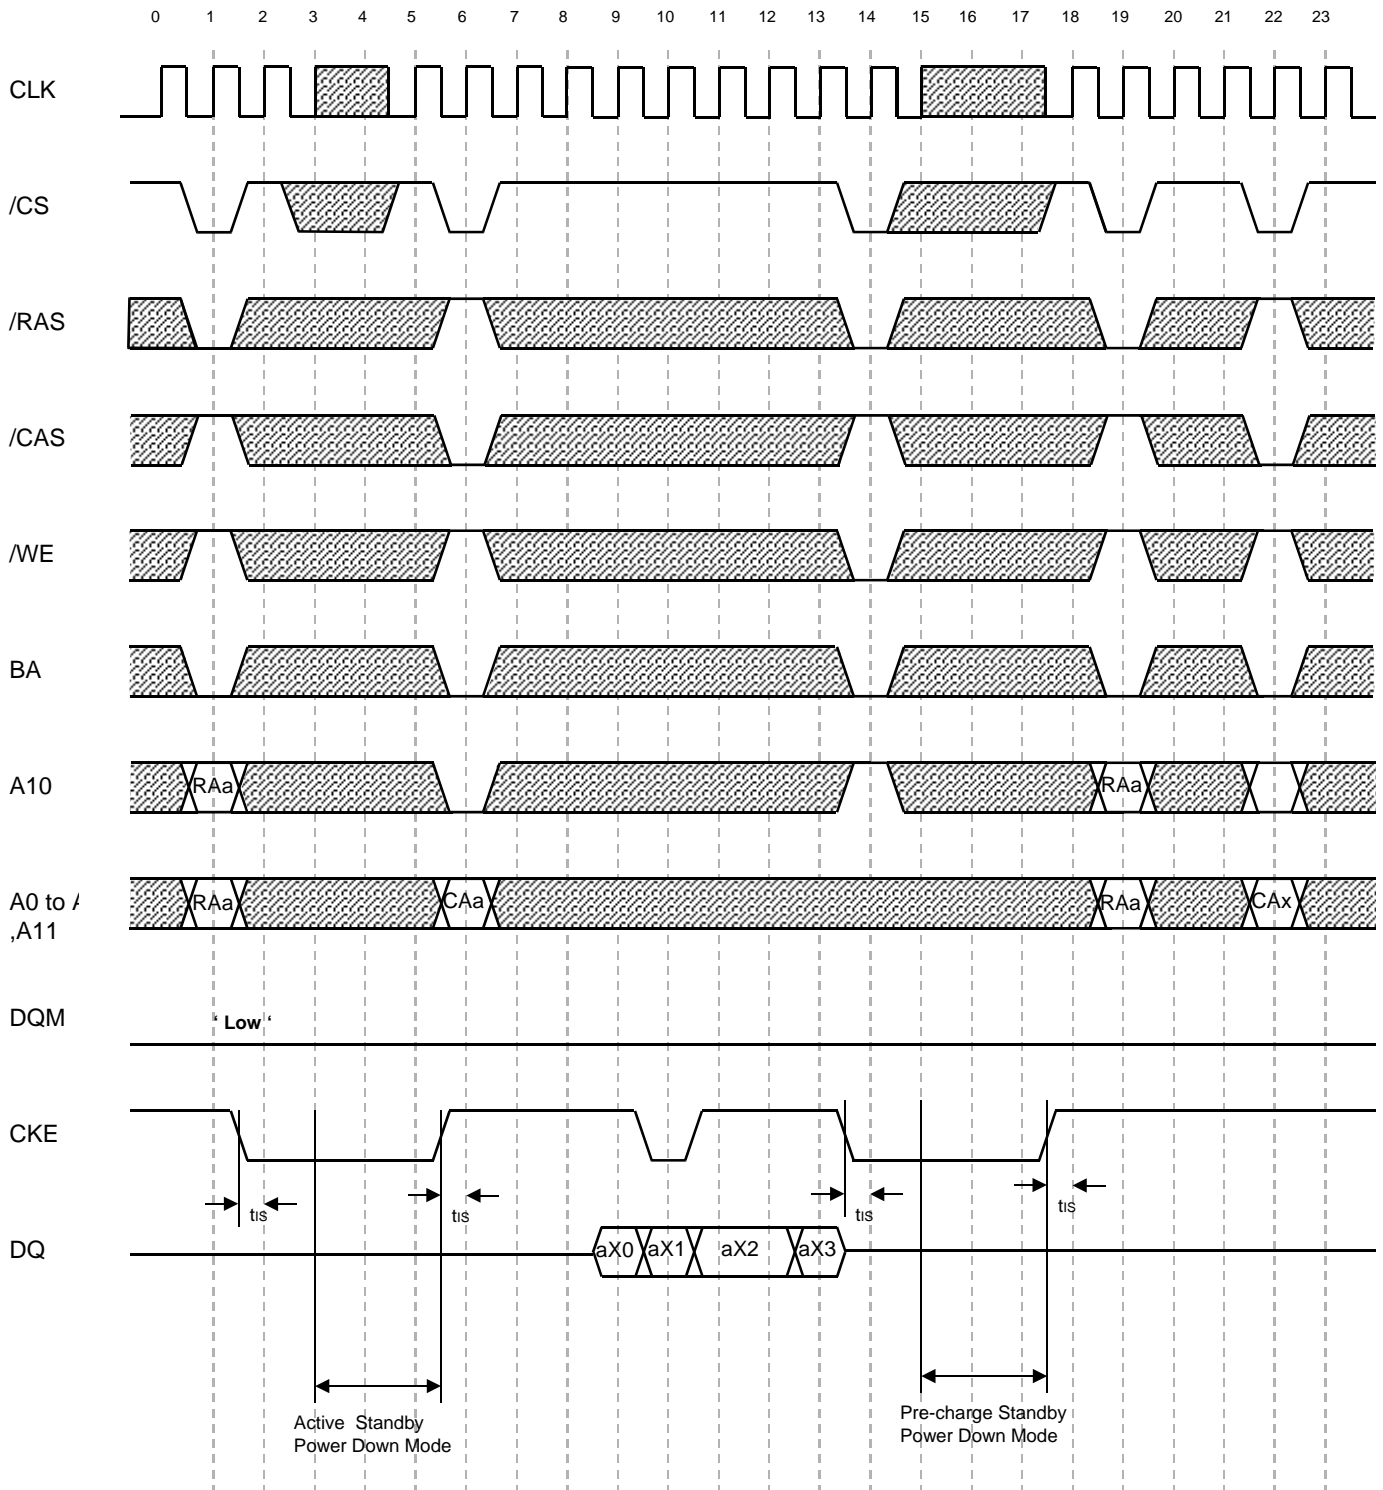 0 1 2 3 4 5 6 7 8 9 10 11 12 13 14 15 16 17 18 19 20 21 22 23
CLK
/CS
/RAS
/CAS
/WE
BA
A10 RAa RAa
A0 to A RAa CAa RAa CAx
,A11
DQM ‘ Low ‘
CKE
tIS tIS tIS tIS
DQ aX0 aX1 aX2 aX3
Active Standby
Power Down Mode
Pre-charge Standby
Power Down Mode